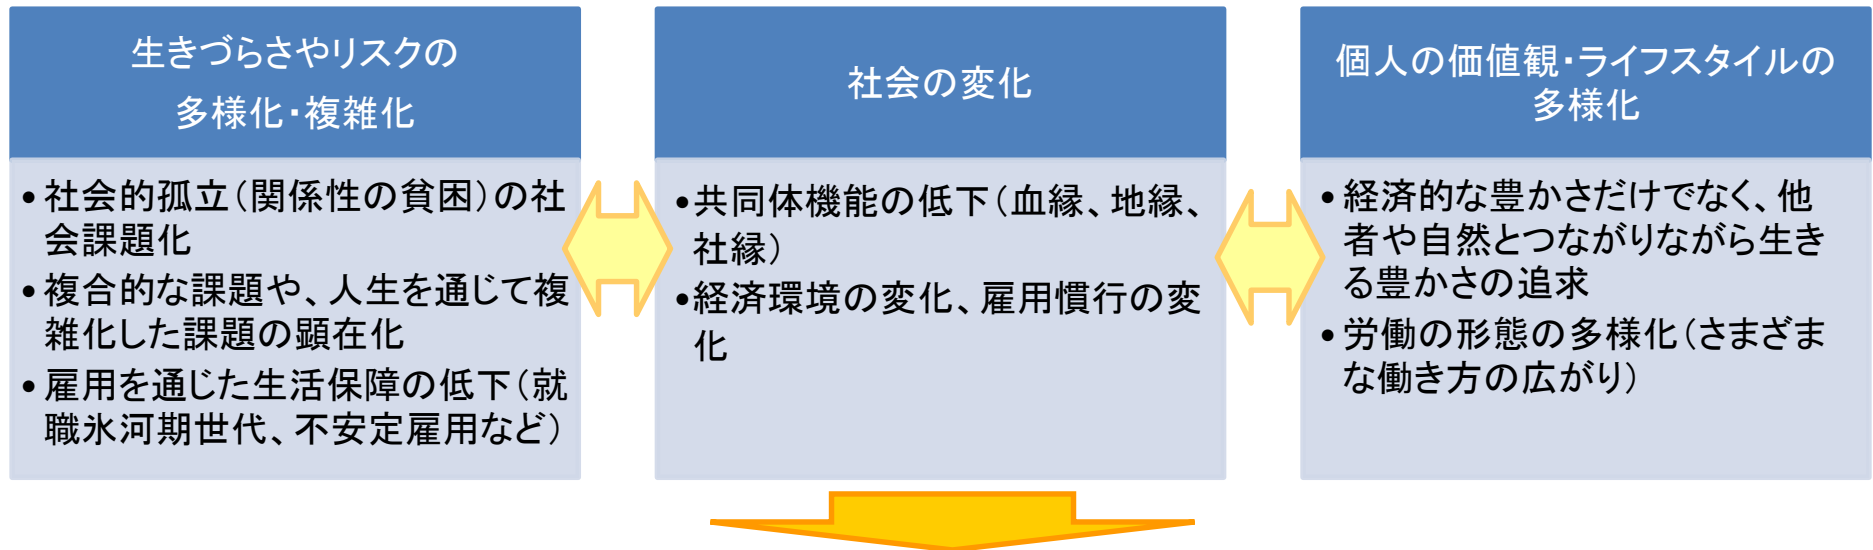 生きづらさやリスクの
多様化・複雑化
• 社会的孤立（関係性の貧困）の社
会課題化
• 複合的な課題や、人生を通じて複
雑化した課題の顕在化
• 雇用を通じた生活保障の低下（就
職氷河期世代、不安定雇用など）
社会の変化
•共同体機能の低下（血縁、地縁、
社縁）
•経済環境の変化、雇用慣行の変
化
個人の価値観・ライフスタイルの
多様化
• 経済的な豊かさだけでなく、他
者や自然とつながりながら生き
る豊かさの追求
• 労働の形態の多様化（さまざま
な働き方の広がり）